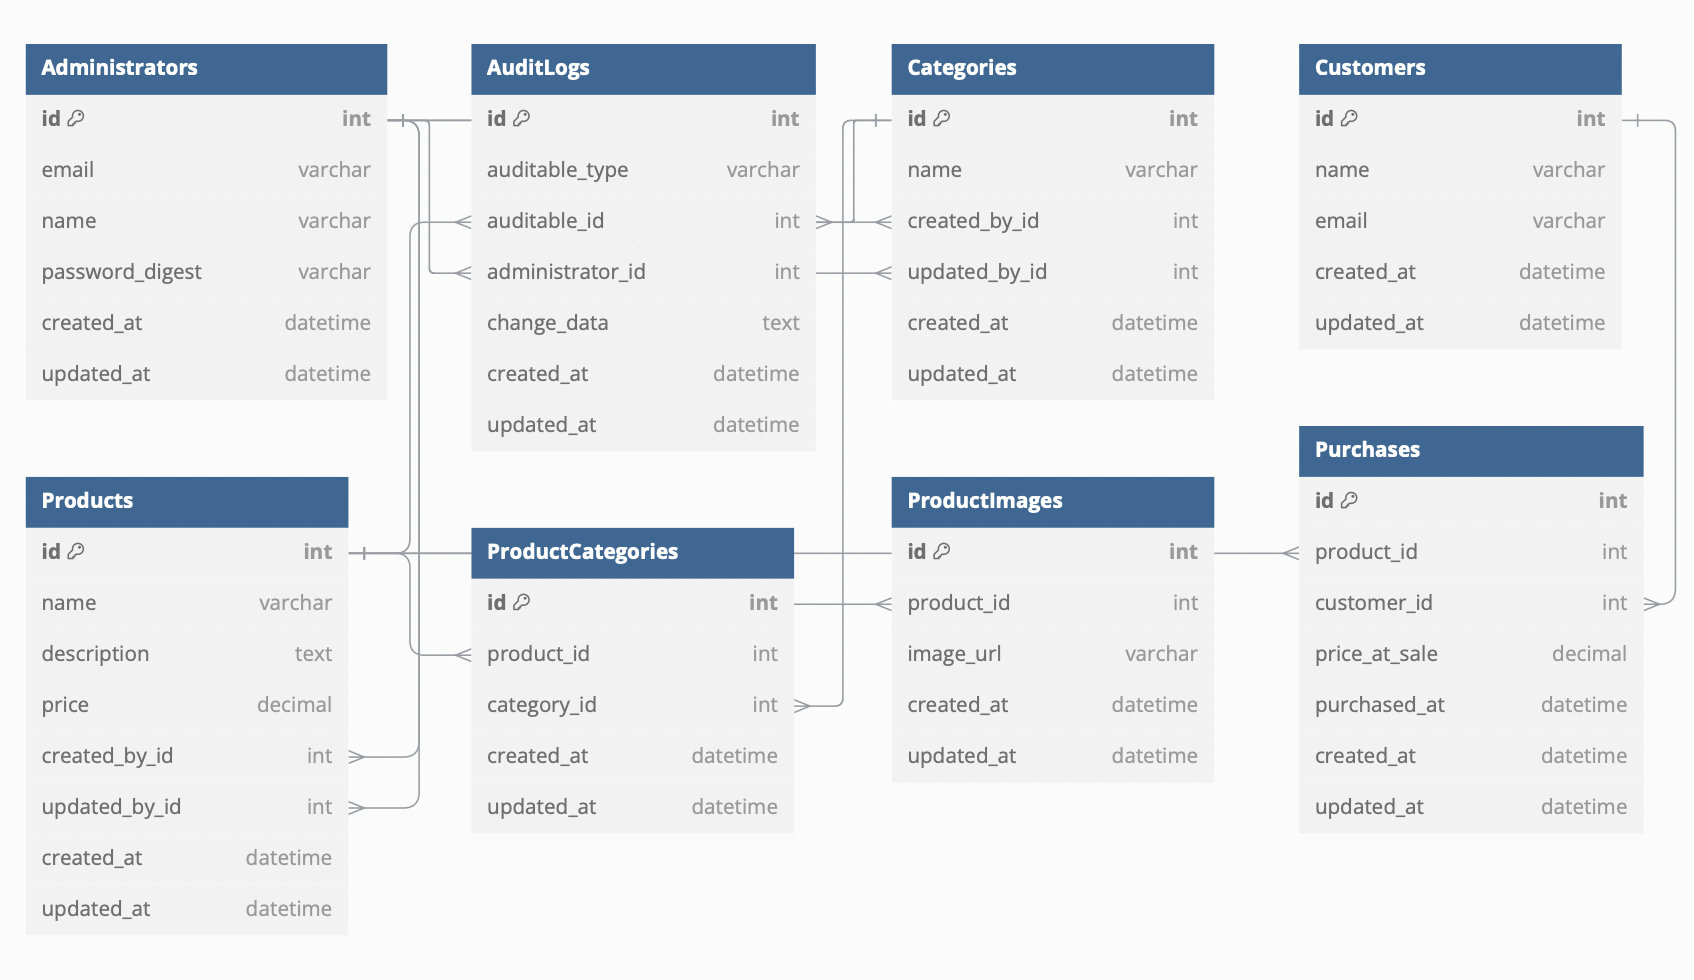 Administrators
id int
email varchar
name varchar
password_digest varchar
created_at datetime
updated_at datetime
AuditLogs
id int
auditable_type varchar
auditable_id int
administrator_id int
change_data text
created_at datetime
updated_at datetime
Categories
id int
name varchar
created_by_id int
updated_by_id int
created_at datetime
updated_at datetime
Customers
id int
name varchar
email varchar
created_at datetime
updated_at datetime
Products
id int
name varchar
description text
price decimal
created_by_id int
updated_by_id int
created_at datetime
updated_at datetime
ProductCategories
id int
product_id int
category_id int
created_at datetime
updated_at datetime
ProductImages
id int
product_id int
image_url varchar
created_at datetime
updated_at datetime
Purchases
id int
product_id int
customer_id int
price_at_sale decimal
purchased_at datetime
created_at datetime
updated_at datetime